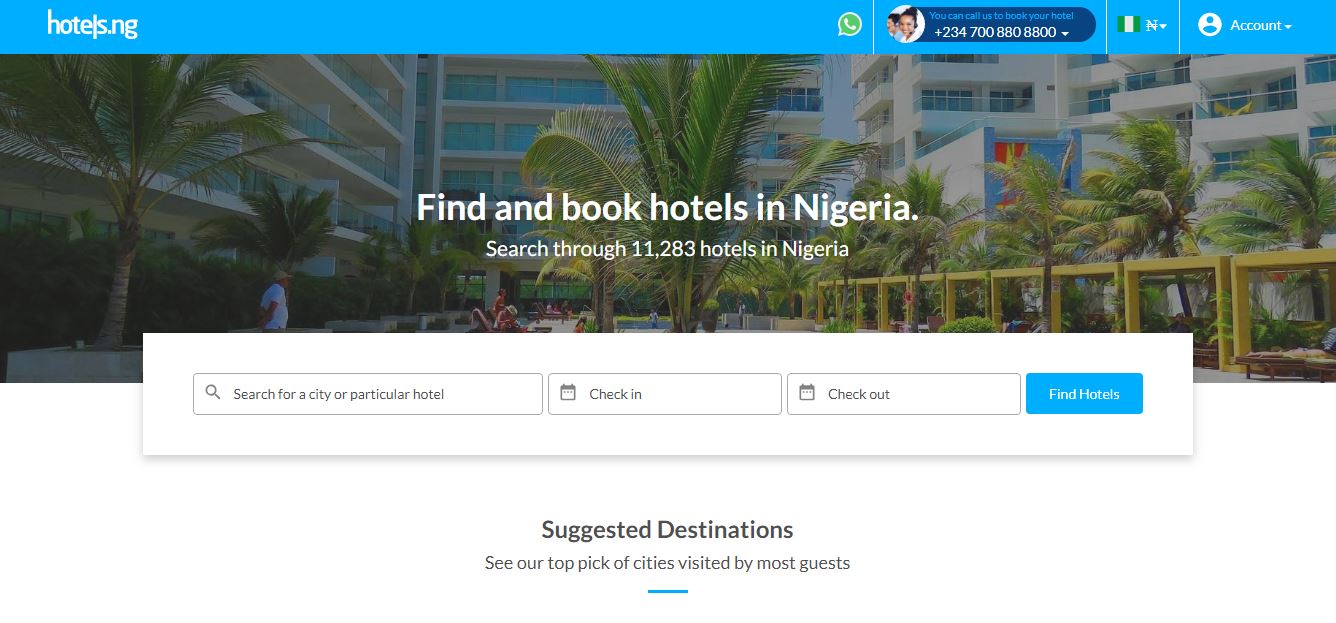 hotels.ng
You can call us to book your hotel
+234 700 880 8800
₦
Account
Find and book hotels in Nigeria.
Search through 11,283 hotels in Nigeria
Search for a city or particular hotel
Check in
Check out
Find Hotels
Suggested Destinations
See our top pick of cities visited by most guests